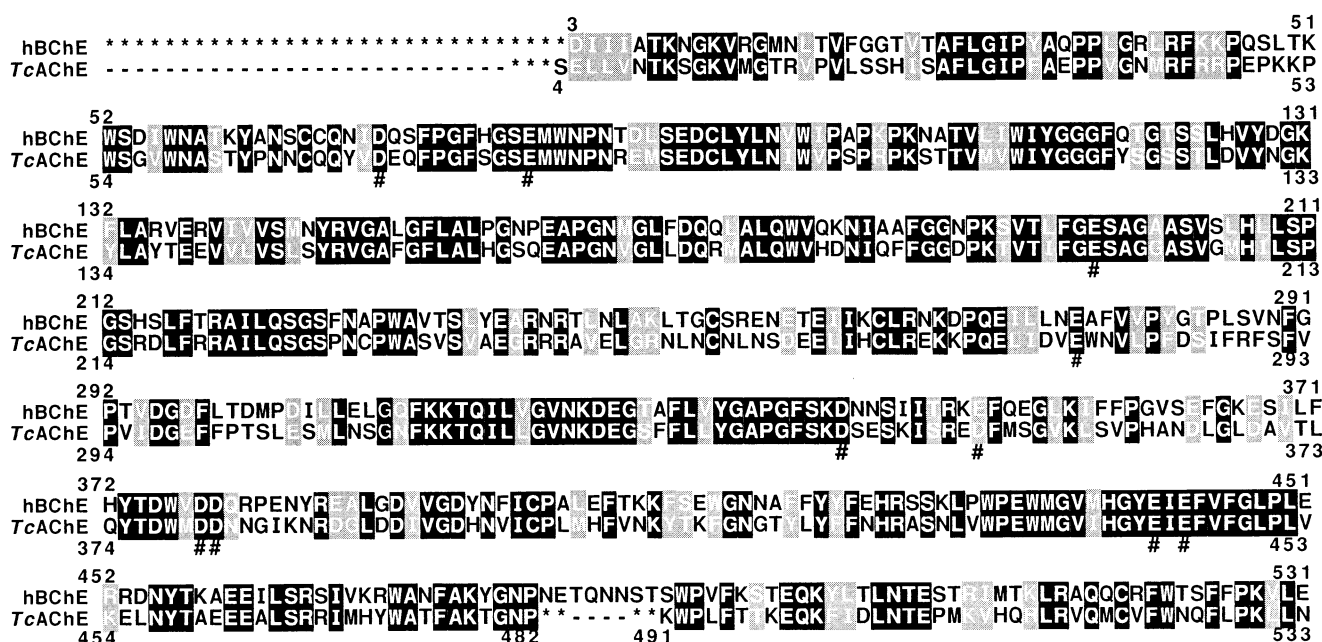 3 51
hBChE * * * * * * * * * * * * * * * * * * * * * * * * * * * * * DIIIATKNGKVRGMNLTVFGGTVTAFLGIPYAQPPLGRLRFKKPQSLTK
TcAChE - - - - - - - - - - - - - - - - - - - - - - - - - * * * SELLVNTKSGKVMGTRVPVLSSHISAFLGIPFAEPPVGNMRFRRPEPKKP
4 53
52 131
hBChE WSDIWNATKYANSCCQNIDQSFPGFHGSEMWNPNTDLSEDCLYLNVWIPAPKPKNATVLIWIYGGGFQTGTSSLHVYDGK
TcAChE WSGVWNASTYPNNCQQYVDEQFPGFSGSEMWNPNREMSEDCLYLNIWVPSPRPKSTTVMVWIYGGGFYSGSSTLDVYNGK
54 # # 133
132 211
hBChE FLARVERVIVVSMNYRVGALGFLALPGNPEAPGNMGLFDQQLALQWVQKNIAAFGGNPKSVTLFGESAGAASVSLHLLSP
TcAChE YLAYTEEVVLVSLSYRVGAFGFLALHGSQEAPGNVGLLDQRMALQWVHDNIQFFGGDPKTVTIFGESAGGASVGMHILSP
134 # 213
212 291
hBChE GSHSLFTRAILQSGSFNAPWAVTSLYEARNRTLNLAKLTGCSRENETEIIKCLRNKDPQEILLNEAFVVPYGTPLSVNFG
TcAChE GSRDLFRRAILQSGSPNCPWASVSVAEGRRRAVELGRNLNCNLNSDEELIHCLREKKPQELIDVEWNVLPFDSIFRFSFV
214 # 293
292 371
hBChE PTVDGDFLTDMPDILLELGQFKKTQILVGVNKDEGTAFLVYGAPGFSKDNNSIITRKEFQEGLKIFFPGVSEFGKESILF
TcAChE PVIDGEFFPTSLESMLNSGNFKKTQILLGVNKDEGSFFLLYGAPGFSKDSESKISREDFMSGVKLSVPHANDLGLDAVTL
294 # # 373
372 451
hBChE HYTDWVDDQRPENYREALGDVVGDYNFICPALEFTKKFSEWGNNAFFYYFEHRSSKLPWPEWMGVMHGYEIEFVFGLPLE
TcAChE QYTDWMDDNNGIKNRDGLDDIVGDHNVICPLMHFVNKYTKFGNGTYLYFFNHRASNLVWPEWMGVIHGYEIEFVFGLPLV
374 ## # # 453
452 531
hBChE RRDNYTKAEEILSRSIVKRWANFAKYGNPNETQNNSTSWPVFKSTEQKYLTLNTESTRIMTKLRAQQCRFWTSFFPKVLE
TcAChE KELNYTAEEEILSRRIMHYWATFAKTGNP**----**KWPLFTTKEQKFIDLNTEPMKVHQRLRVQMCVFWNQFLPKLLN
454 482 491 533